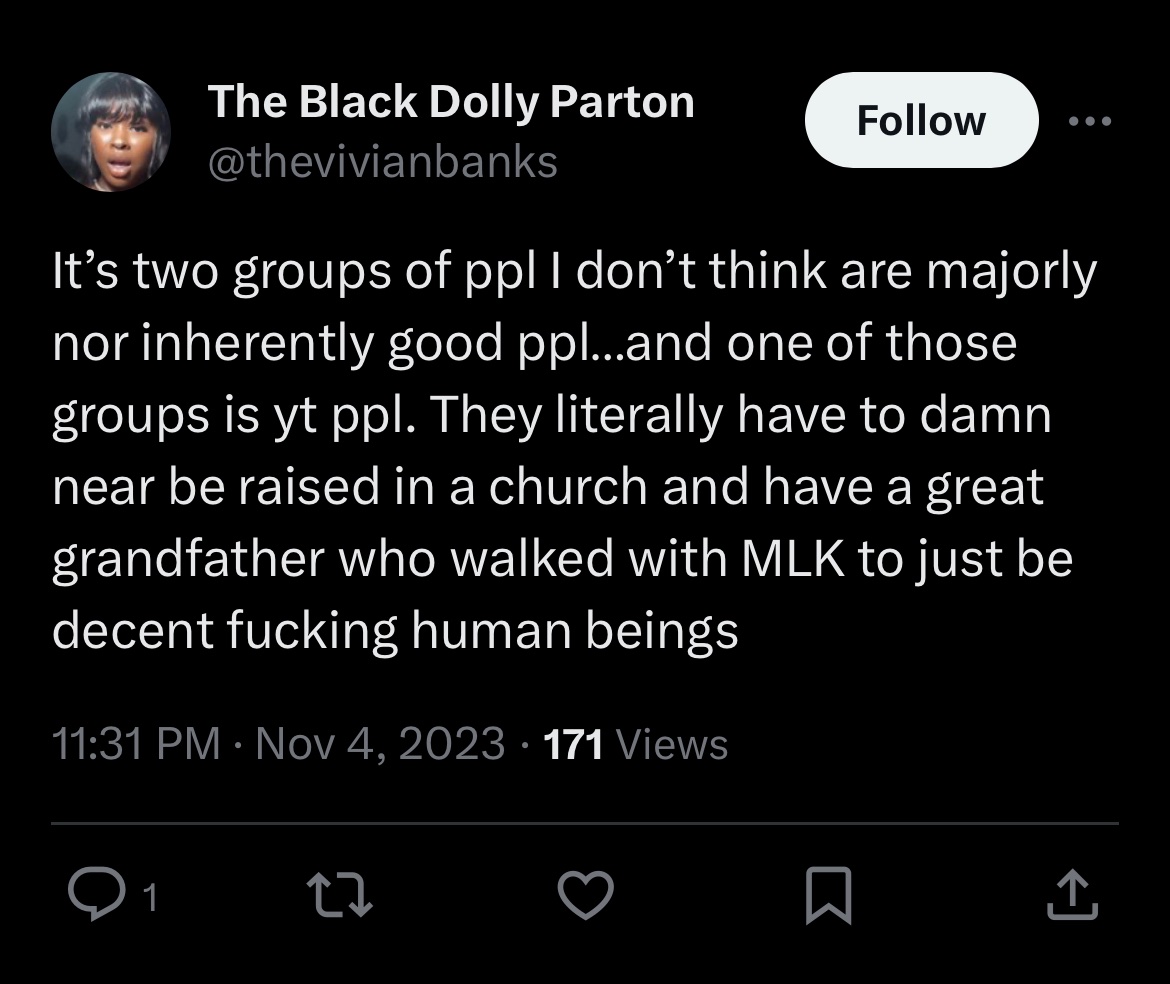 The Black Dolly Parton
@thevivianbanks
Follow
It’s two groups of ppl I don’t think are majorly
nor inherently good ppl...and one of those
groups is yt ppl. They literally have to damn
near be raised in a church and have a great
grandfather who walked with MLK to just be
decent fucking human beings
11:31 PM · Nov 4, 2023 · 171 Views
1